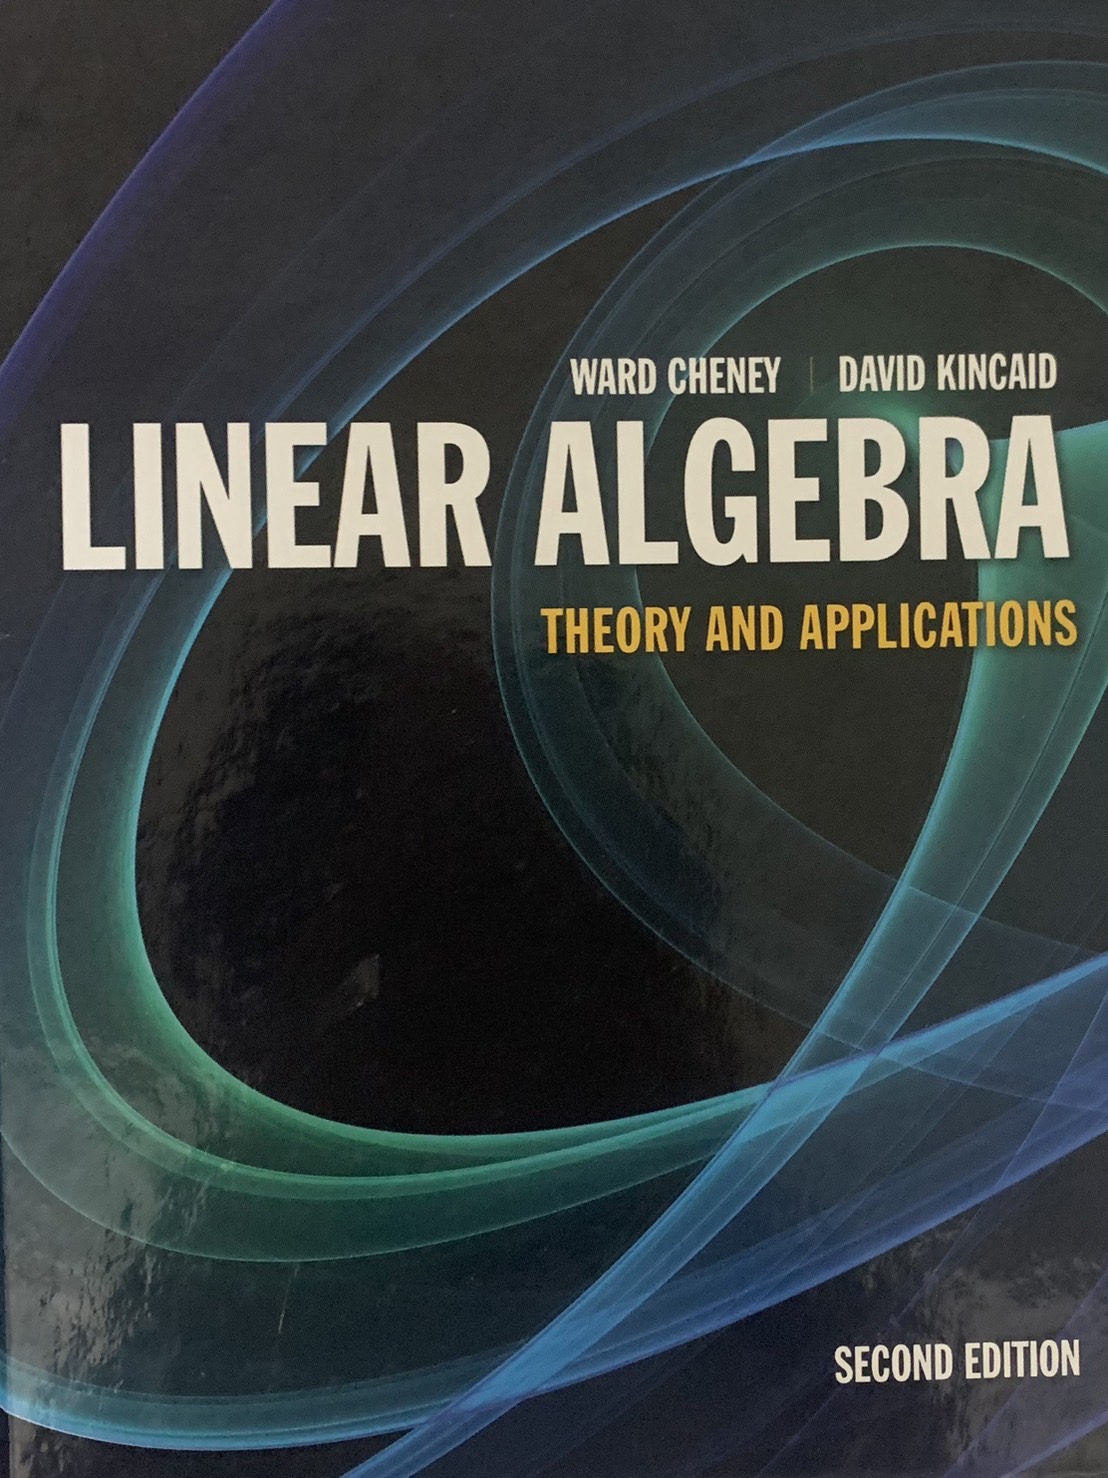 WARD CHENEY | DAVID KINCAID
LINEAR ALGEBRA
THEORY AND APPLICATIONS
SECOND EDITION